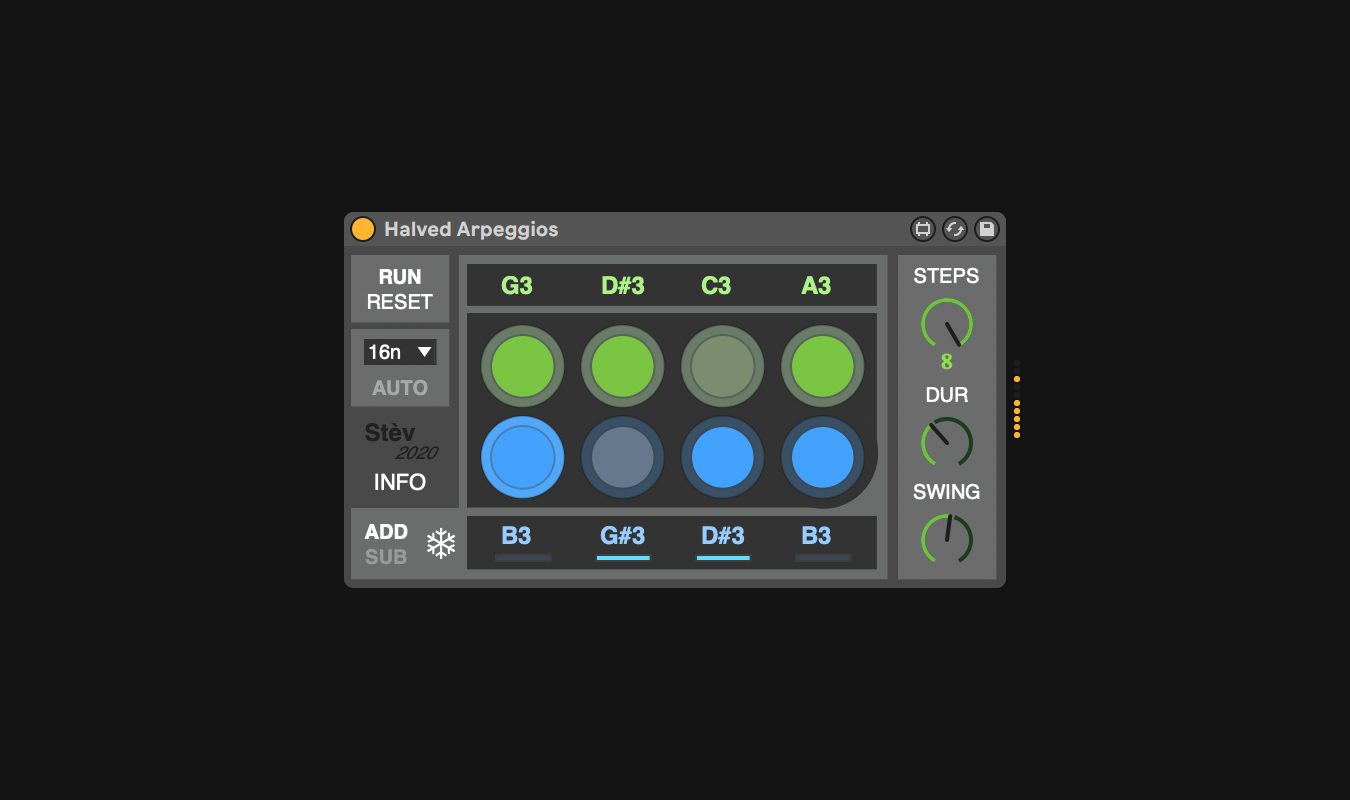 Halved Arpeggios
RUN
RESET
16n
AUTO
Stèv
2020
INFO
ADD
SUB
G3 D#3 C3 A3
B3 G#3 D#3 B3
STEPS
8
DUR
SWING